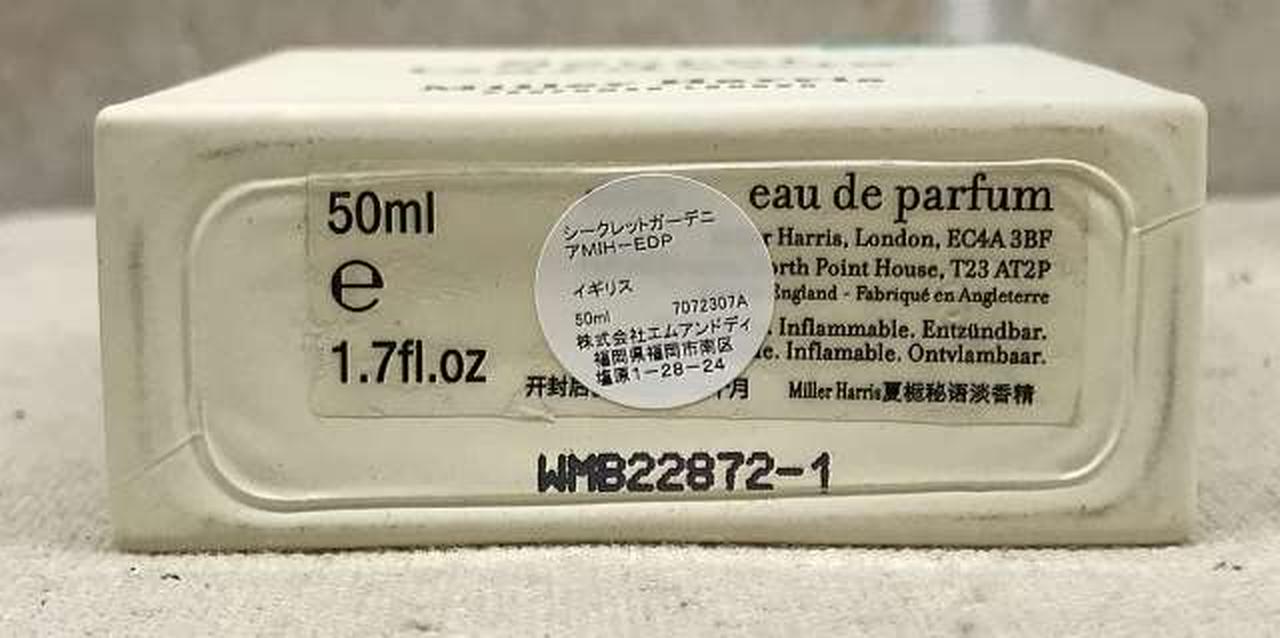 Miller Harris
50ml
e
1.7fl.oz
eau de parfum
r Harris, London, EC4A 3BF
orth Point House, T23 AT2P
England - Fabriqué en Angleterre
. Inflammable. Entzündbar.
e. Inflamable. Ontvlambaar.
开封后
月
Miller Harris夏栀秘语淡香精
シークレットガーデニ
アMIH-EDP
イギリス
50ml 7072307A
株式会社エムアンドディ
福岡県福岡市南区
塩原1-28-24
WMB22872-1